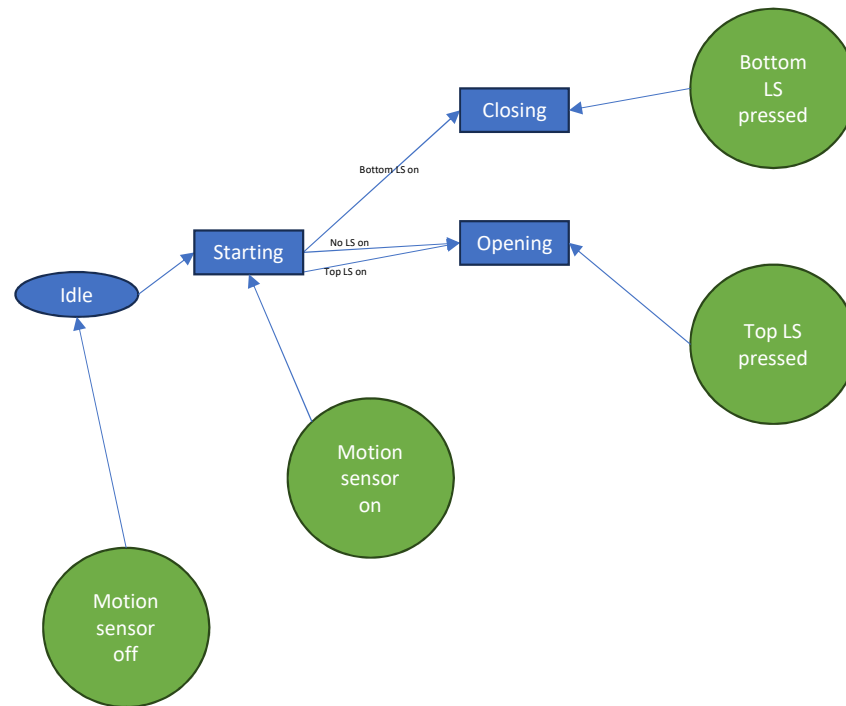 Bottom
LS
pressed
Closing
Bottom LS on
Starting
No LS on
Opening
Top LS on
Idle
Top LS
pressed
Motion
sensor
on
Motion
sensor
off